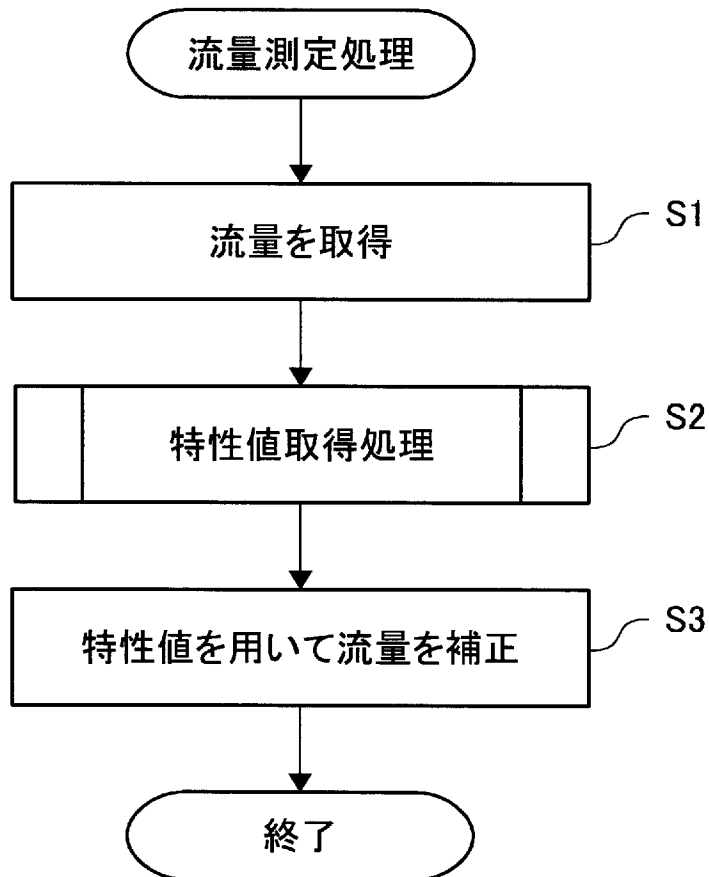 流量測定処理
流量を取得
S1
特性値取得処理
S2
特性値を用いて流量を補正
S3
終了